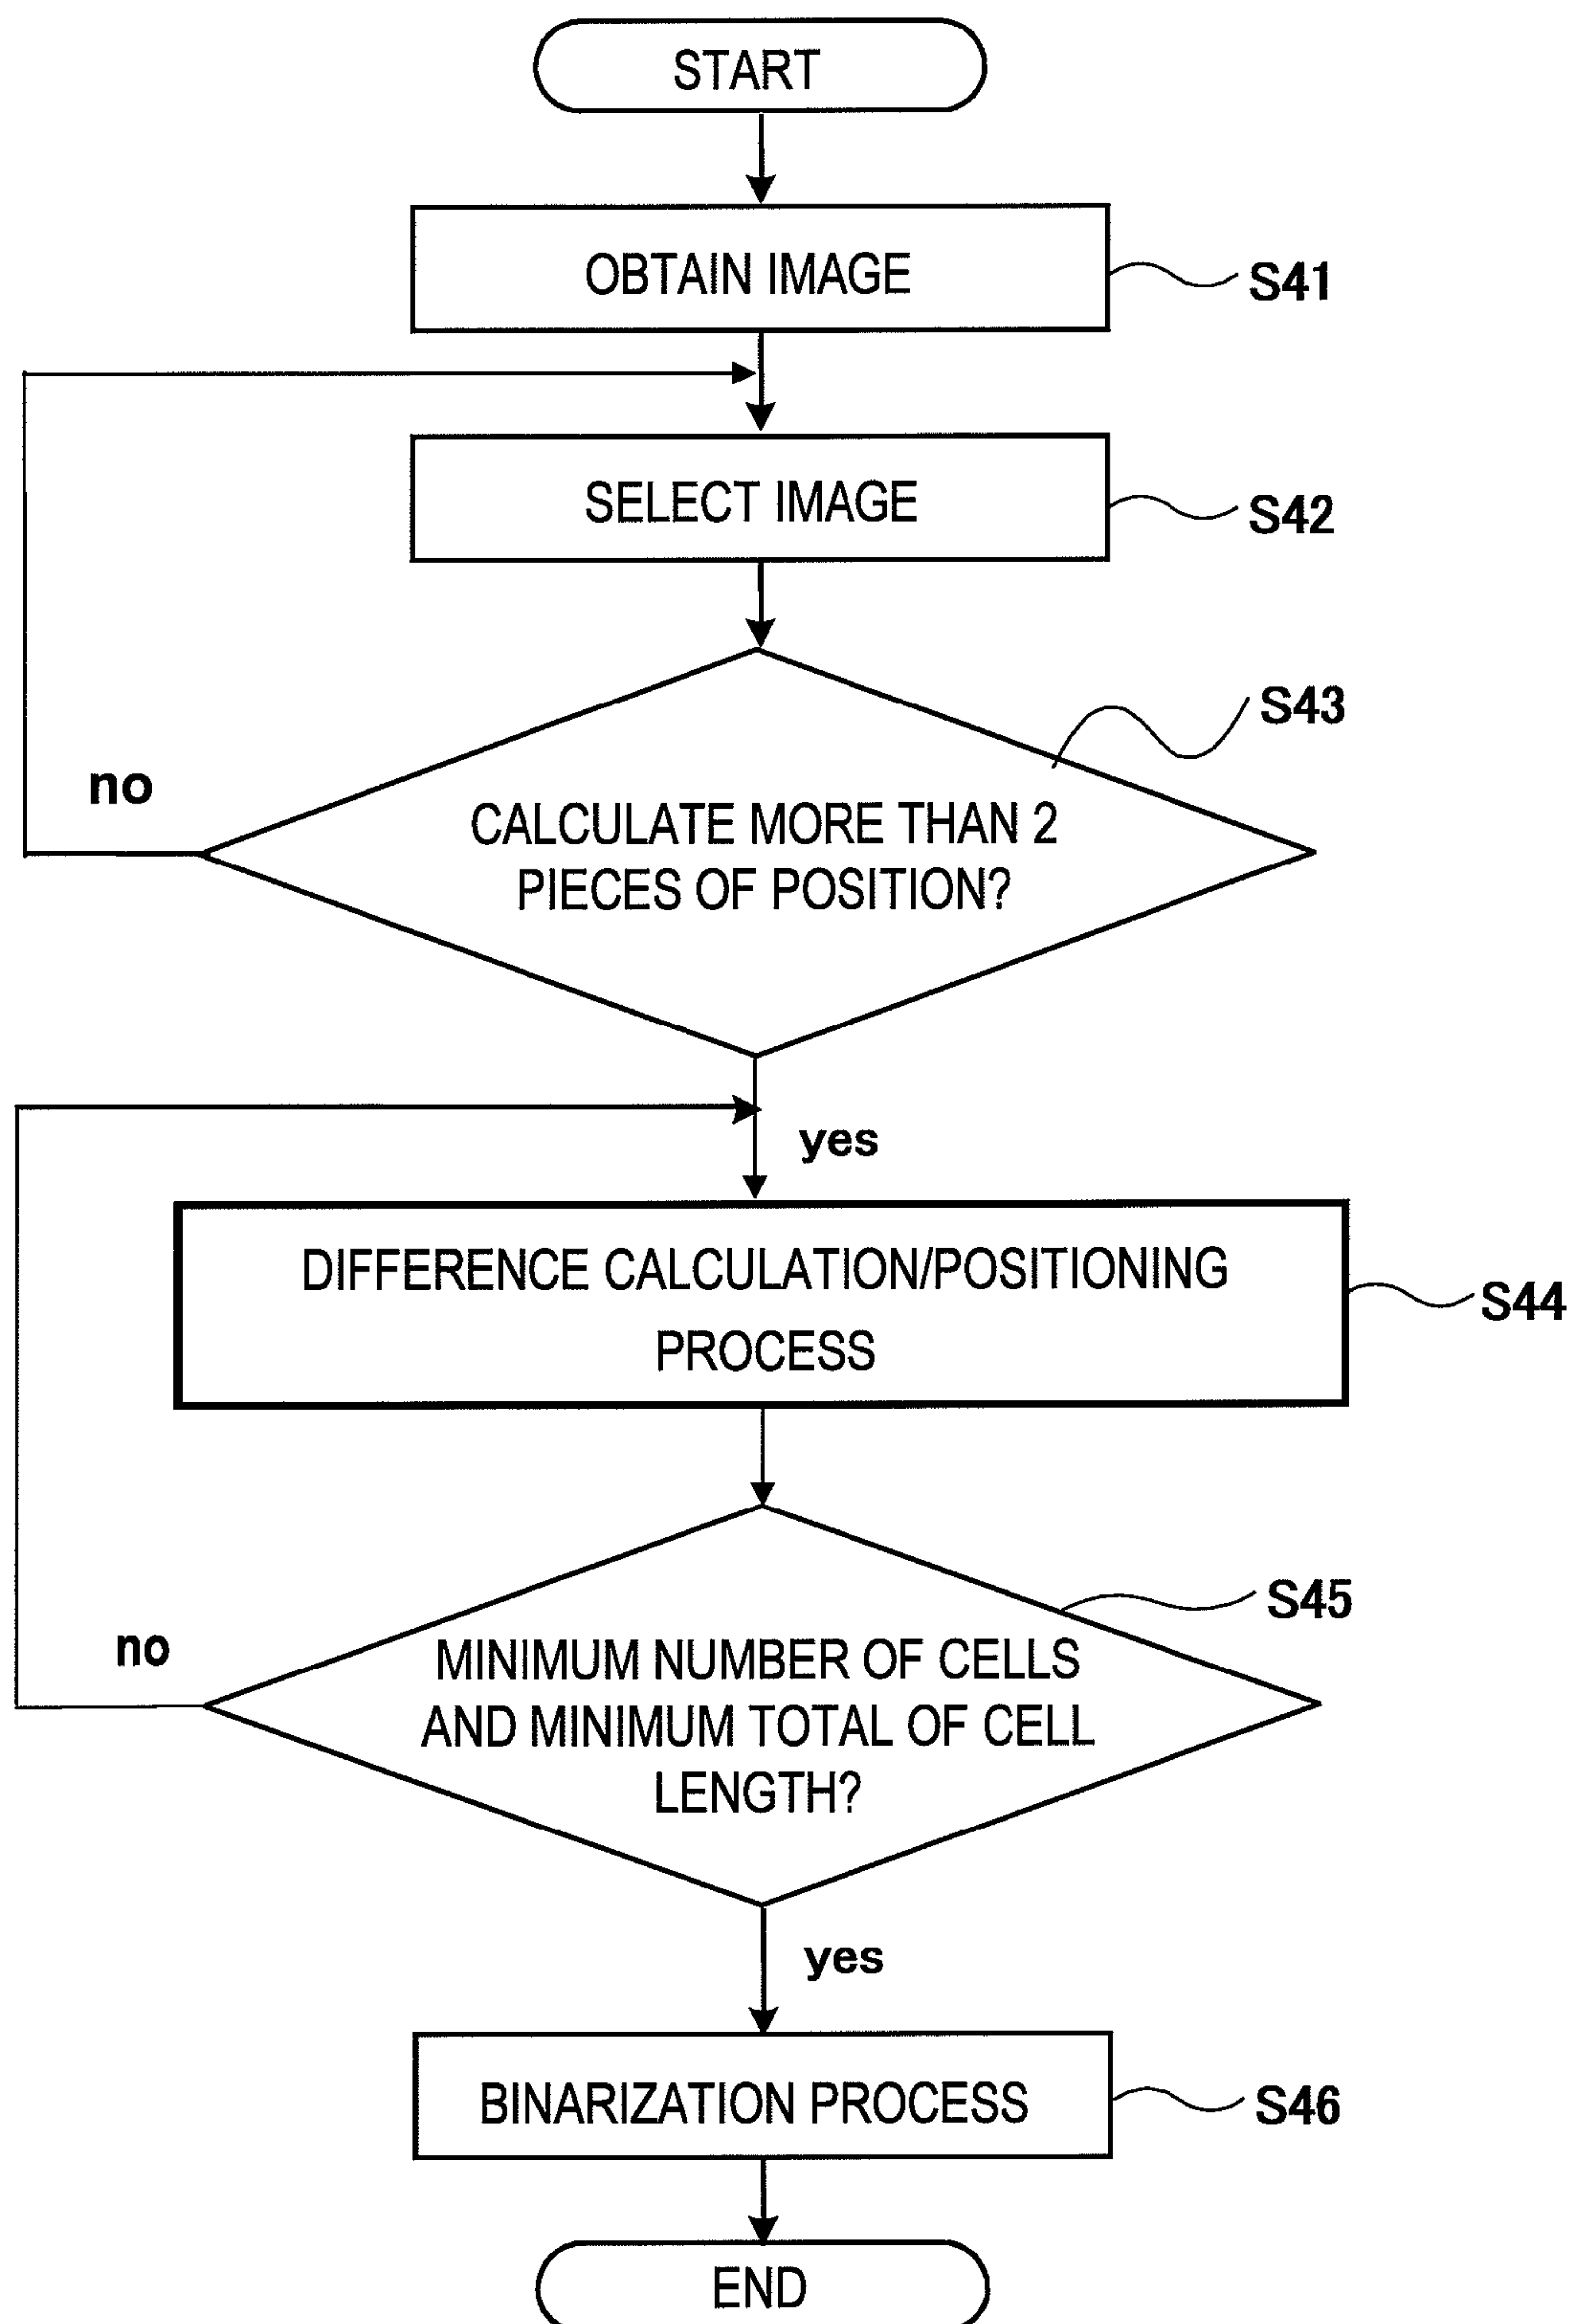 START
OBTAIN IMAGE
S41
SELECT IMAGE
S42
S43
no
CALCULATE MORE THAN 2
PIECES OF POSITION?
yes
DIFFERENCE CALCULATION/POSITIONING
PROCESS
S44
S45
no
MINIMUM NUMBER OF CELLS
AND MINIMUM TOTAL OF CELL
LENGTH?
yes
BINARIZATION PROCESS
S46
END